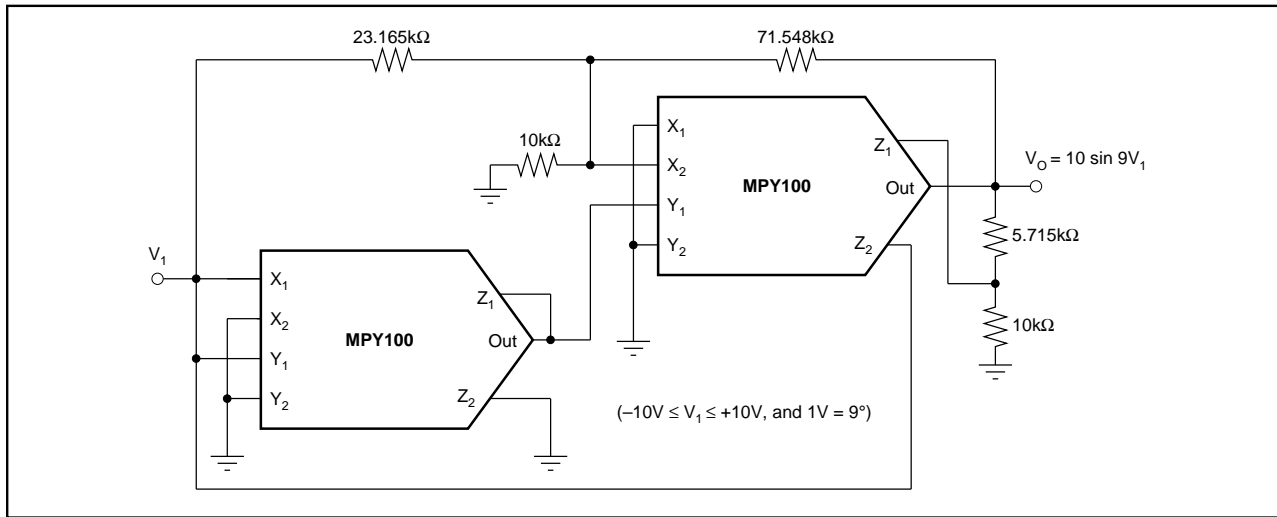 23.165kΩ
71.548kΩ
10kΩ
X₁
X₂
Y₁
Y₂
MPY100
Z₁
Out
Z₂
V_O = 10 sin 9V₁
5.715kΩ
10kΩ
V₁
X₁
X₂
Y₁
Y₂
MPY100
Z₁
Out
Z₂
(–10V ≤ V₁ ≤ +10V, and 1V = 9°)